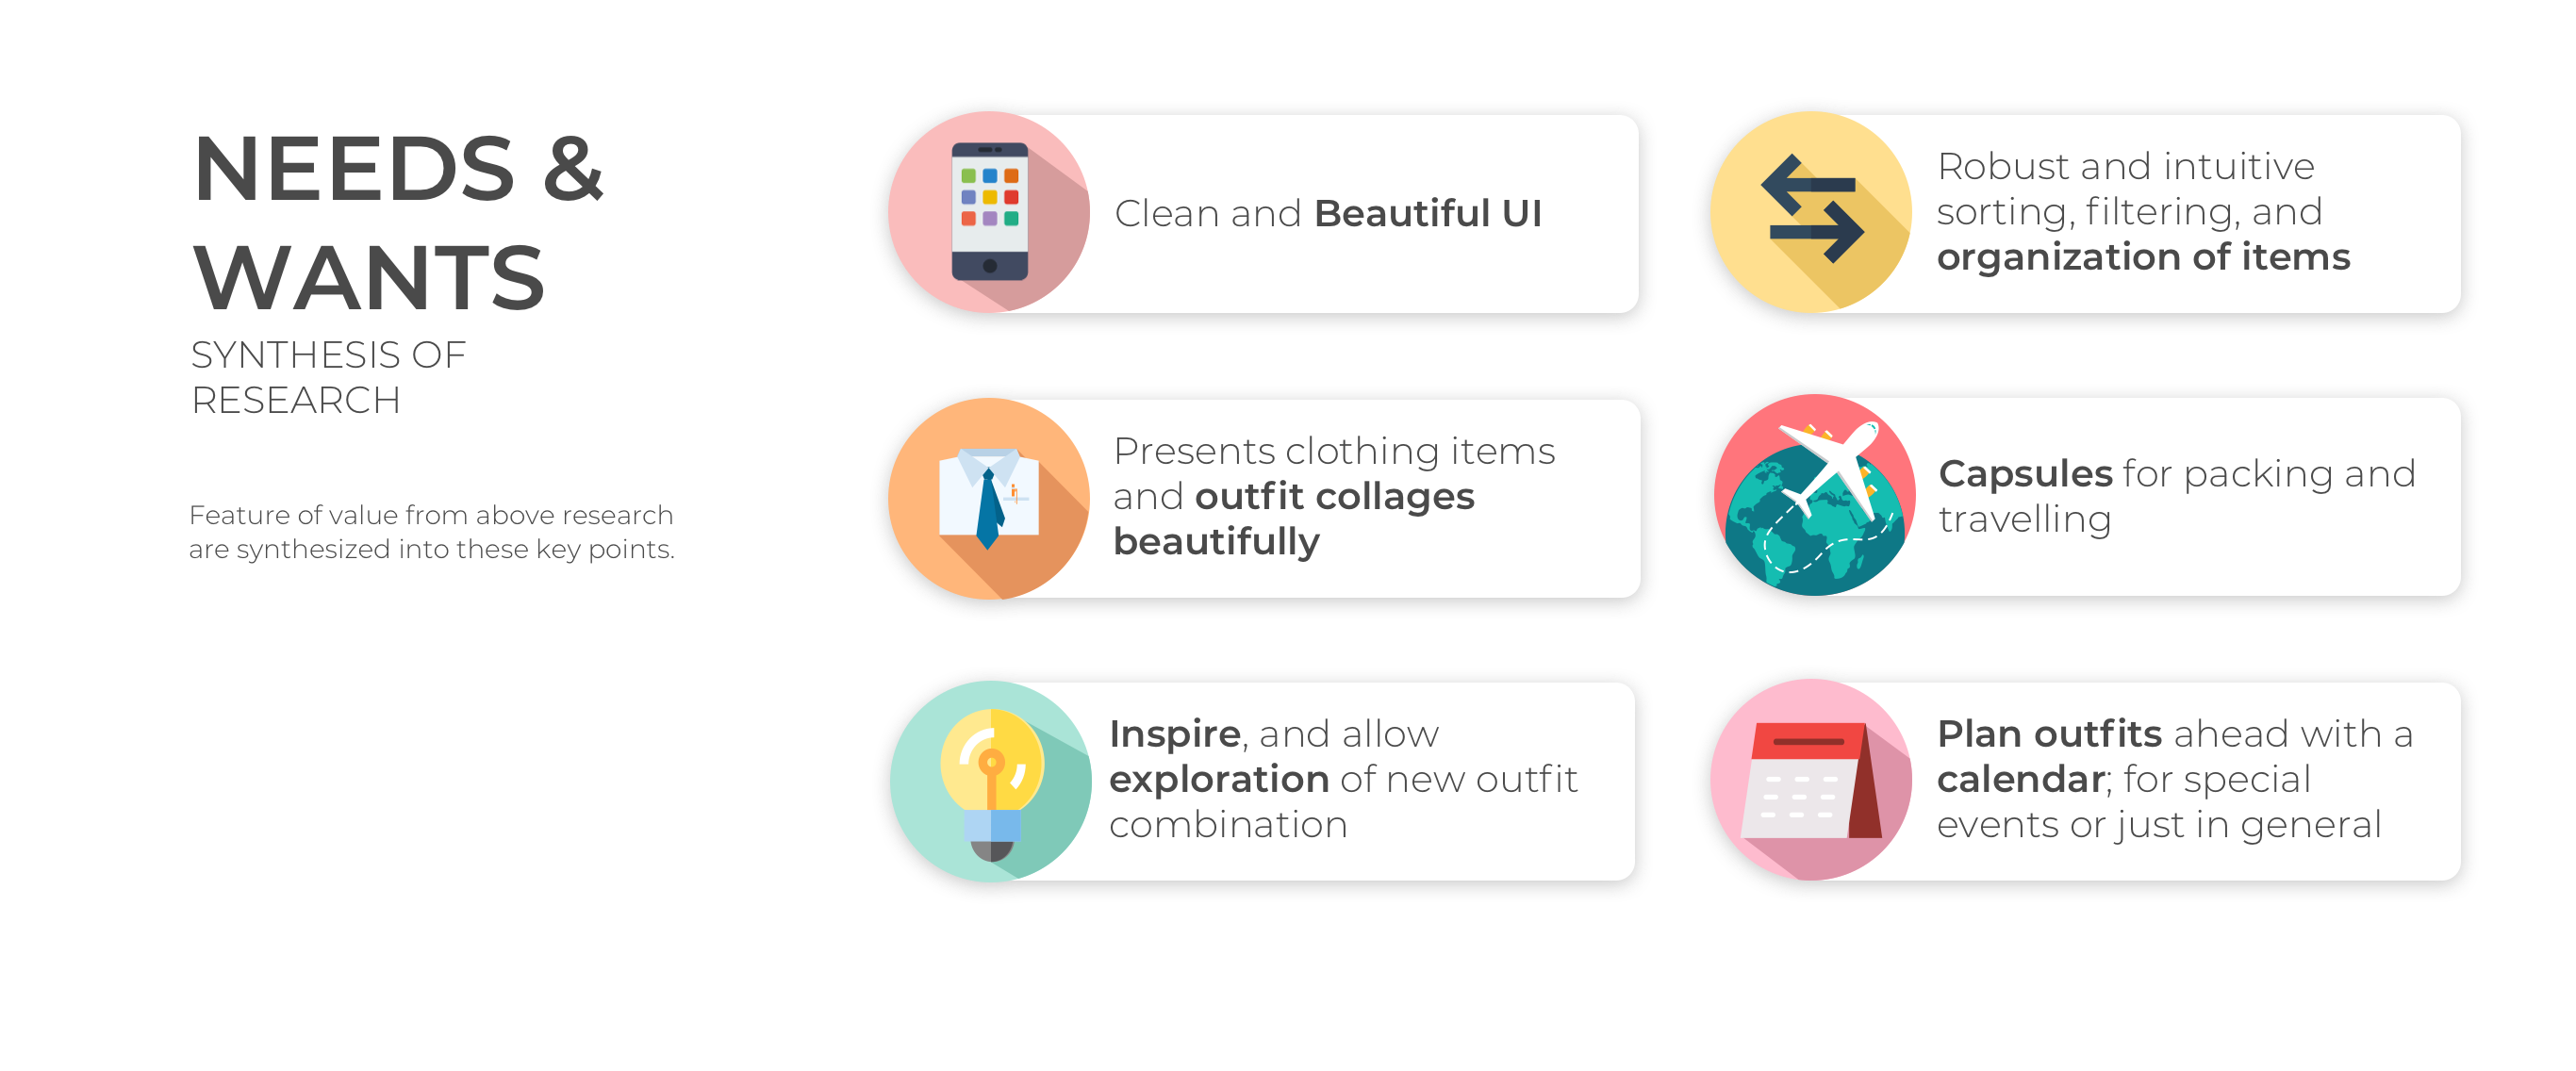 NEEDS &
WANTS
SYNTHESIS OF
RESEARCH
Feature of value from above research
are synthesized into these key points.
Clean and Beautiful UI
Robust and intuitive
sorting, filtering, and
organization of items
Presents clothing items
and outfit collages
beautifully
Capsules for packing and
travelling
Inspire, and allow
exploration of new outfit
combination
Plan outfits ahead with a
calendar; for special
events or just in general